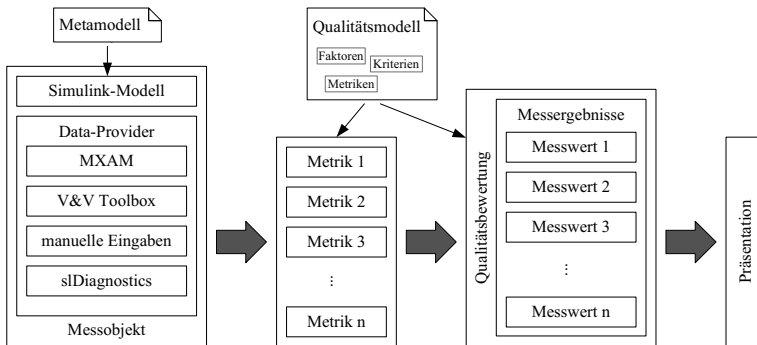 Metamodell
Simulink-Modell
Data-Provider
MXAM
V&V Toolbox
manuelle Eingaben
slDiagnostics
Messobjekt
Qualitätsmodell
Faktoren
Kriterien
Metriken
Metrik 1
Metrik 2
Metrik 3
...
Metrik n
Qualitätsbewertung
Messergebnisse
Messwert 1
Messwert 2
Messwert 3
...
Messwert n
Präsentation